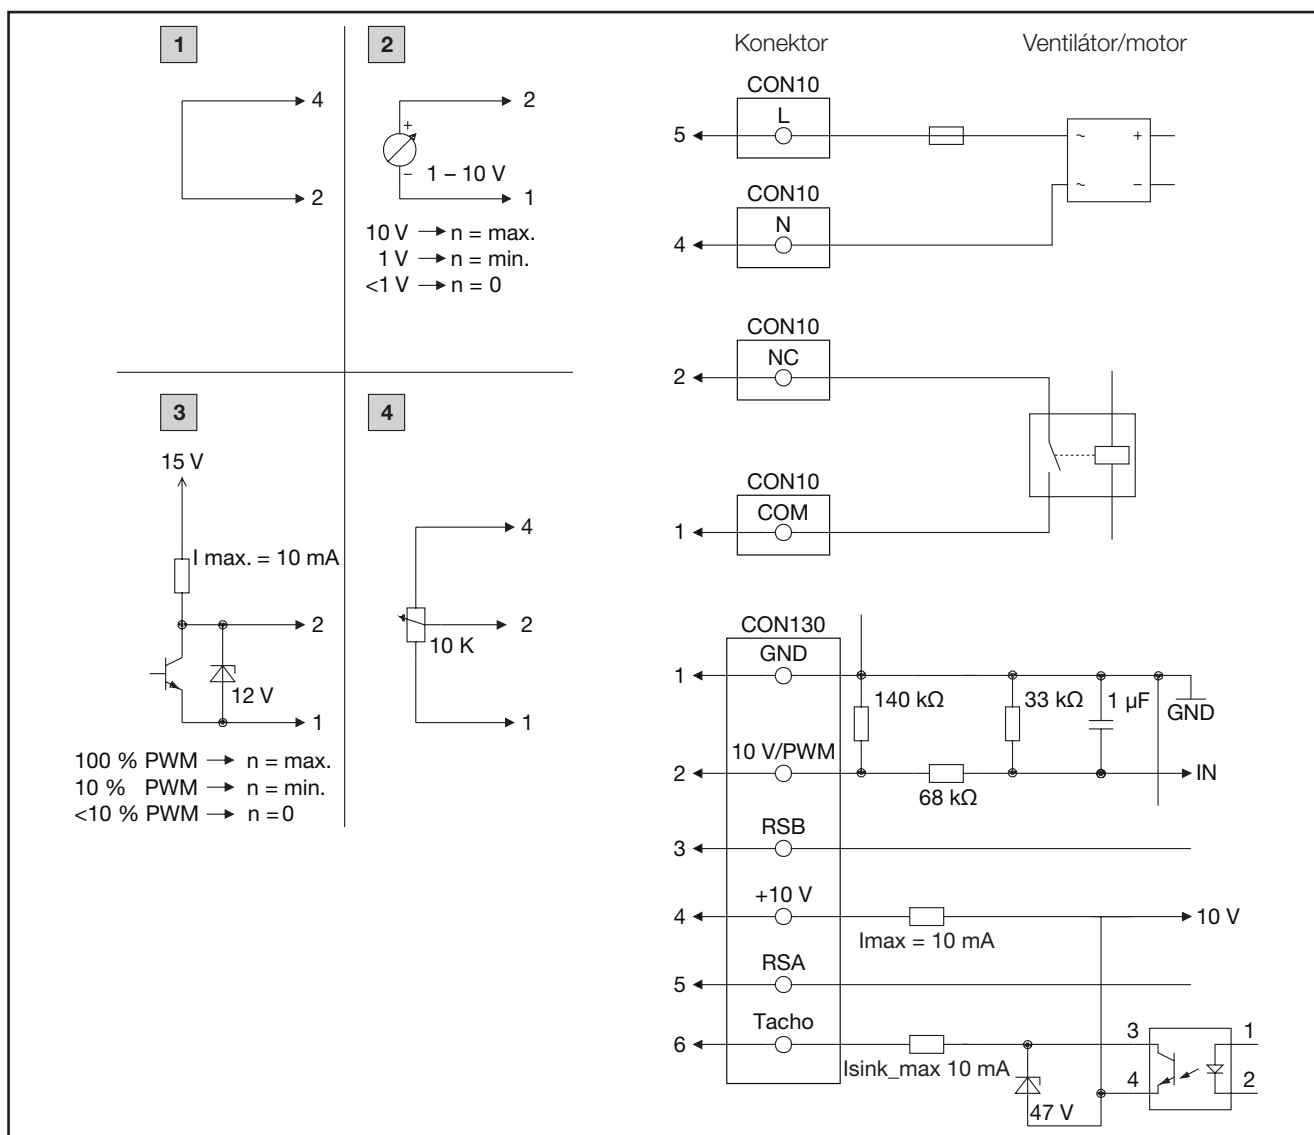 1
4
2
2
2
+
−
1 – 10 V
1
10 V → n = max.
1 V → n = min.
<1 V → n = 0
3
15 V
I max. = 10 mA
2
12 V
1
100 % PWM → n = max.
10 % PWM → n = min.
<10 % PWM → n = 0
4
4
2
10 K
1
Konektor
Ventilátor/motor
CON10
L
5
~ +
~ −
CON10
N
4
CON10
NC
2
CON10
COM
1
CON130
GND
1
140 kΩ
33 kΩ
1 µF
GND
10 V/PWM
2
68 kΩ
IN
RSB
3
+10 V
4
Imax = 10 mA
10 V
RSA
5
Tacho
6
Isink_max 10 mA
47 V
3
4
1
2